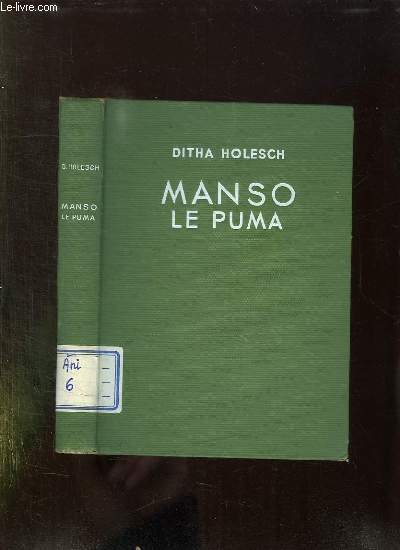 Le-livre.com
D. HOLESCH
MANSO
LE PUMA
Ani
6
DITHA HOLESCH
MANSO
LE PUMA